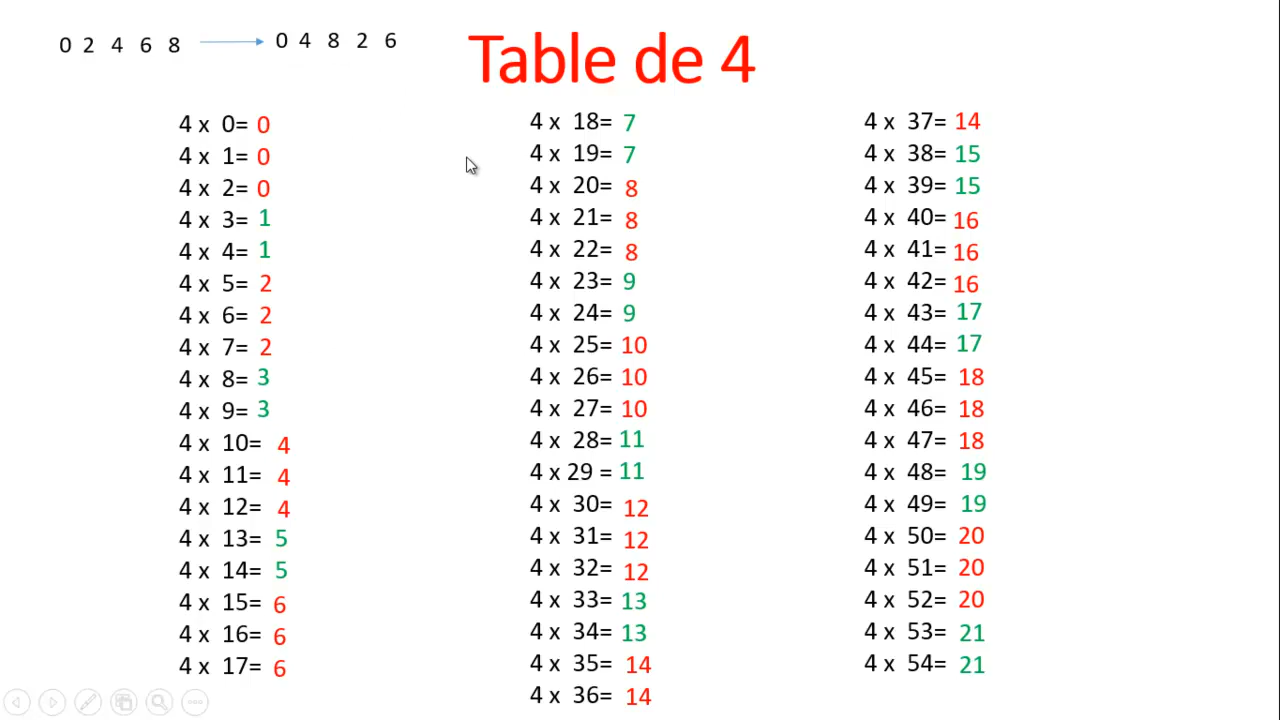 0 2 4 6 8 → 0 4 8 2 6
Table de 4
4 x 0= 0
4 x 1= 0
4 x 2= 0
4 x 3= 1
4 x 4= 1
4 x 5= 2
4 x 6= 2
4 x 7= 2
4 x 8= 3
4 x 9= 3
4 x 10= 4
4 x 11= 4
4 x 12= 4
4 x 13= 5
4 x 14= 5
4 x 15= 6
4 x 16= 6
4 x 17= 6
4 x 18= 7
4 x 19= 7
4 x 20= 8
4 x 21= 8
4 x 22= 8
4 x 23= 9
4 x 24= 9
4 x 25= 10
4 x 26= 10
4 x 27= 10
4 x 28= 11
4 x 29 = 11
4 x 30= 12
4 x 31= 12
4 x 32= 12
4 x 33= 13
4 x 34= 13
4 x 35= 14
4 x 36= 14
4 x 37= 14
4 x 38= 15
4 x 39= 15
4 x 40= 16
4 x 41= 16
4 x 42= 16
4 x 43= 17
4 x 44= 17
4 x 45= 18
4 x 46= 18
4 x 47= 18
4 x 48= 19
4 x 49= 19
4 x 50= 20
4 x 51= 20
4 x 52= 20
4 x 53= 21
4 x 54= 21